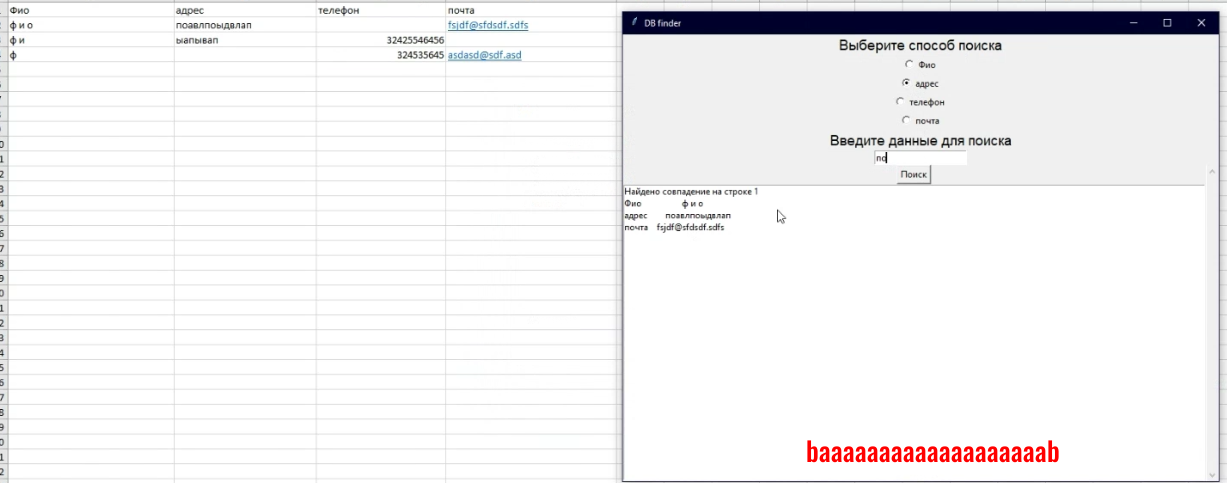 Фио адрес телефон почта
ф и о поавлпоыдвлап fsjdf@sfdsdf.sdfs
ф и ыапывап 32425546456
ф 324535645 asdasd@sdf.asd
DB finder
Выберите способ поиска
Фио
адрес
телефон
почта
Введите данные для поиска
по
Поиск
Найдено совпадение на строке 1
Фио ф и о
адрес поавлпоыдвлап
почта fsjdf@sfdsdf.sdfs
baaaaaaaaaaaaaaaaaaab